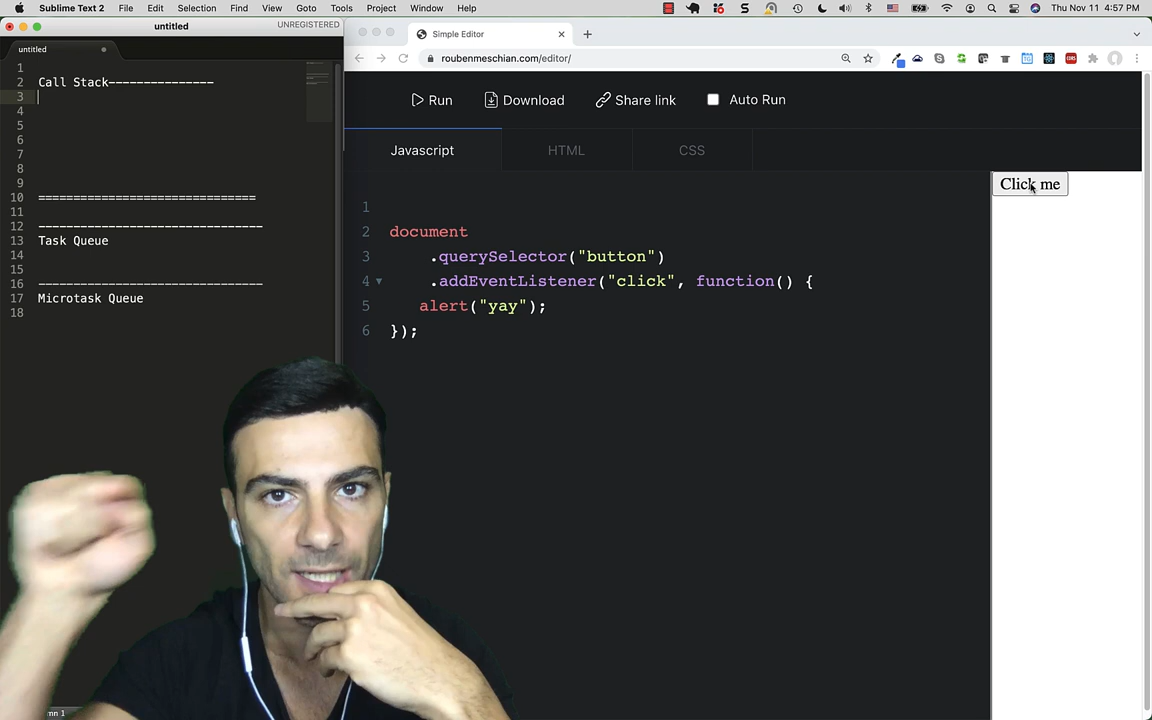 Sublime Text 2 File Edit Selection Find View Goto Tools Project Window Help Thu Nov 11 4:57 PM
untitled UNREGISTERED
untitled
Simple Editor
roubenmeschian.com/editor/
Run Download Share link Auto Run
Javascript HTML CSS
1
2 Call Stack---------------
3
4
5
6
7
8
9
10 ===============================
11
12 --------------------------------
13 Task Queue
14
15
16 --------------------------------
17 Microtask Queue
18
Click me
1
2 document
3 .querySelector("button")
4 .addEventListener("click", function() {
5 alert("yay");
6 });
mn 1